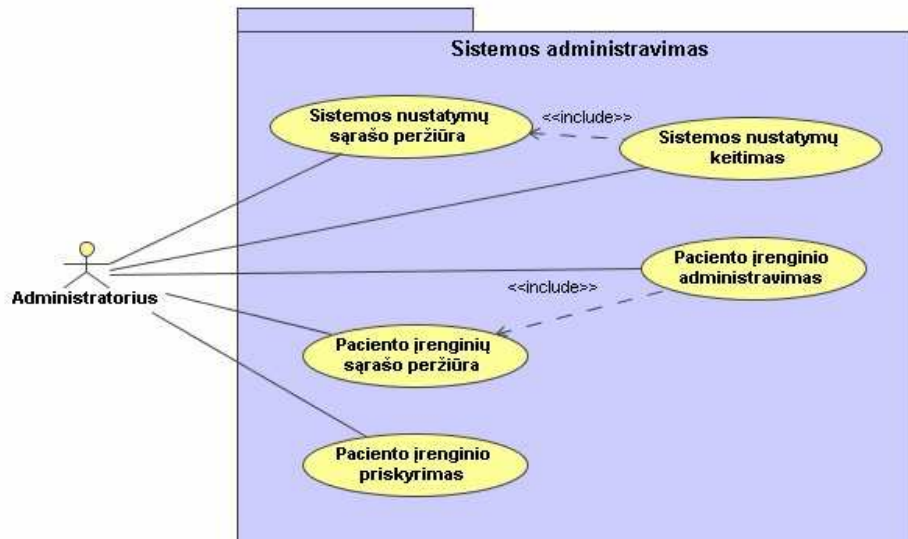 Sistemos administravimas
Sistemos nustatymų
sąrašo peržiūra
<<include>>
Sistemos nustatymų
keitimas
Paciento įrenginio
administravimas
Administratorius
<<include>>
Paciento įrenginių
sąrašo peržiūra
Paciento įrenginio
priskyrimas